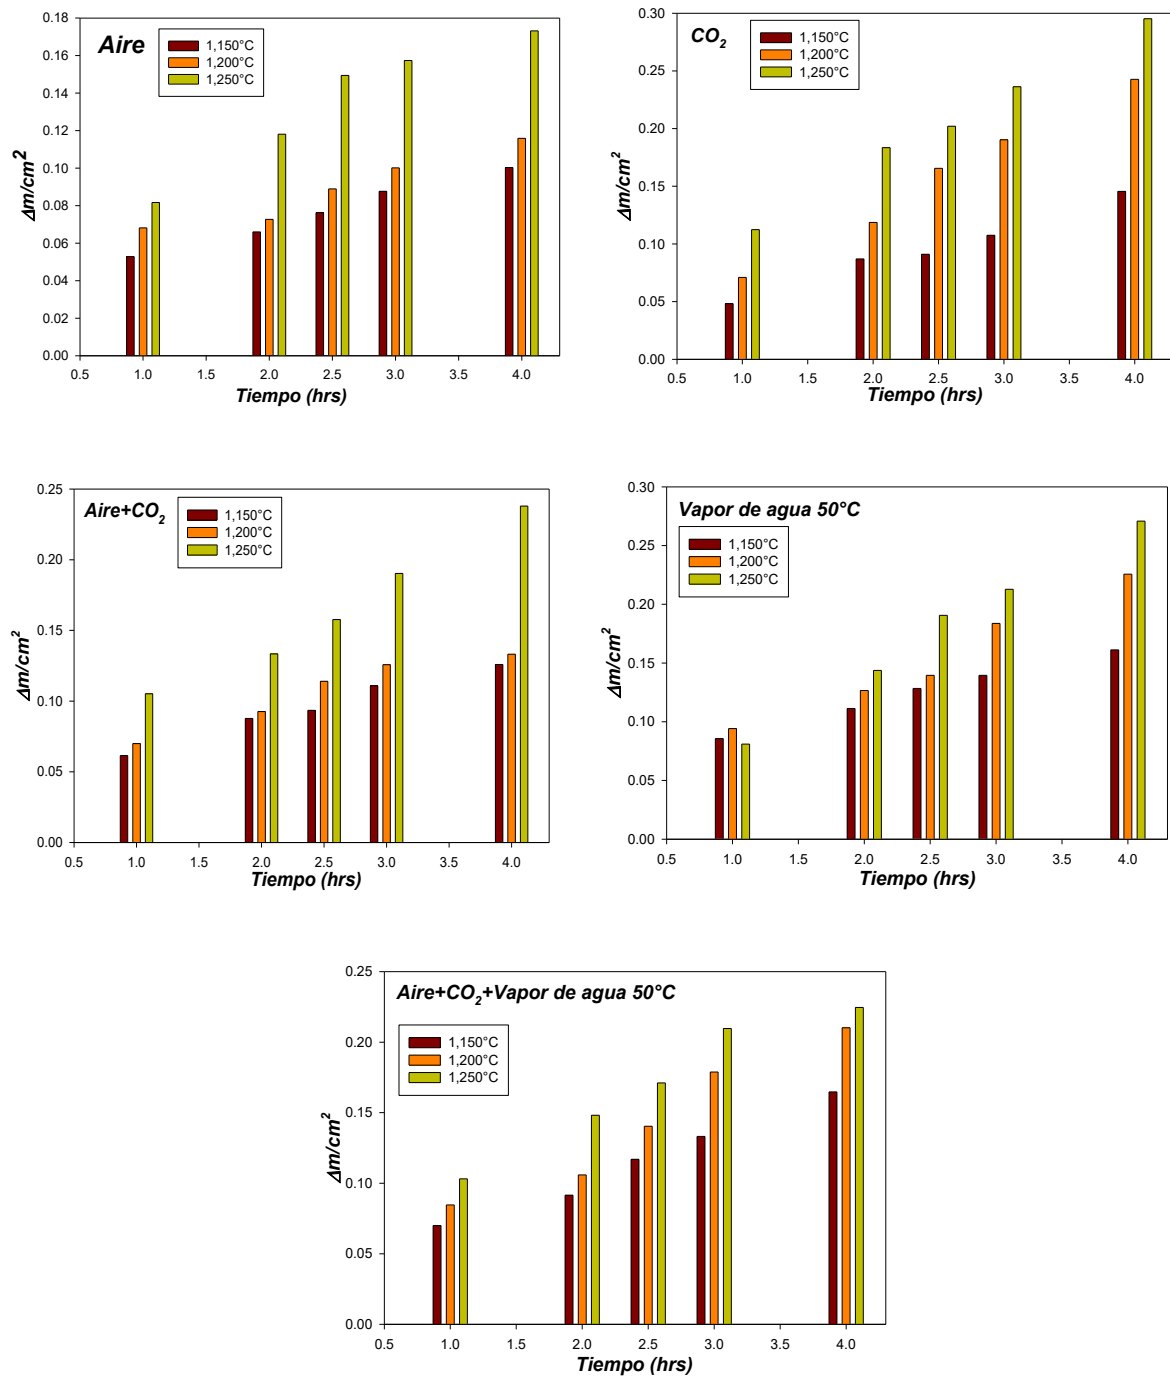 Aire
1,150°C
1,200°C
1,250°C
0.18
0.16
0.14
0.12
0.10
0.08
0.06
0.04
0.02
0.00
Δm/cm²
0.5 1.0 1.5 2.0 2.5 3.0 3.5 4.0
Tiempo (hrs)
CO₂
1,150°C
1,200°C
1,250°C
0.30
0.25
0.20
0.15
0.10
0.05
0.00
Δm/cm²
0.5 1.0 1.5 2.0 2.5 3.0 3.5 4.0
Tiempo (hrs)
Aire+CO₂
1,150°C
1,200°C
1,250°C
0.25
0.20
0.15
0.10
0.05
0.00
Δm/cm²
0.5 1.0 1.5 2.0 2.5 3.0 3.5 4.0
Tiempo (hrs)
Vapor de agua 50°C
1,150°C
1,200°C
1,250°C
0.30
0.25
0.20
0.15
0.10
0.05
0.00
Δm/cm²
0.5 1.0 1.5 2.0 2.5 3.0 3.5 4.0
Tiempo (hrs)
Aire+CO₂+Vapor de agua 50°C
1,150°C
1,200°C
1,250°C
0.25
0.20
0.15
0.10
0.05
0.00
Δm/cm²
0.5 1.0 1.5 2.0 2.5 3.0 3.5 4.0
Tiempo (hrs)